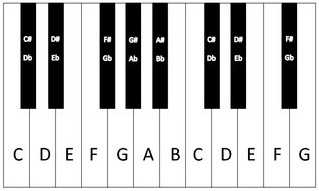 C# D# F# G# A# C# D# F#
Db Eb Gb Ab Bb Db Eb Gb
C D E F G A B C D E F G